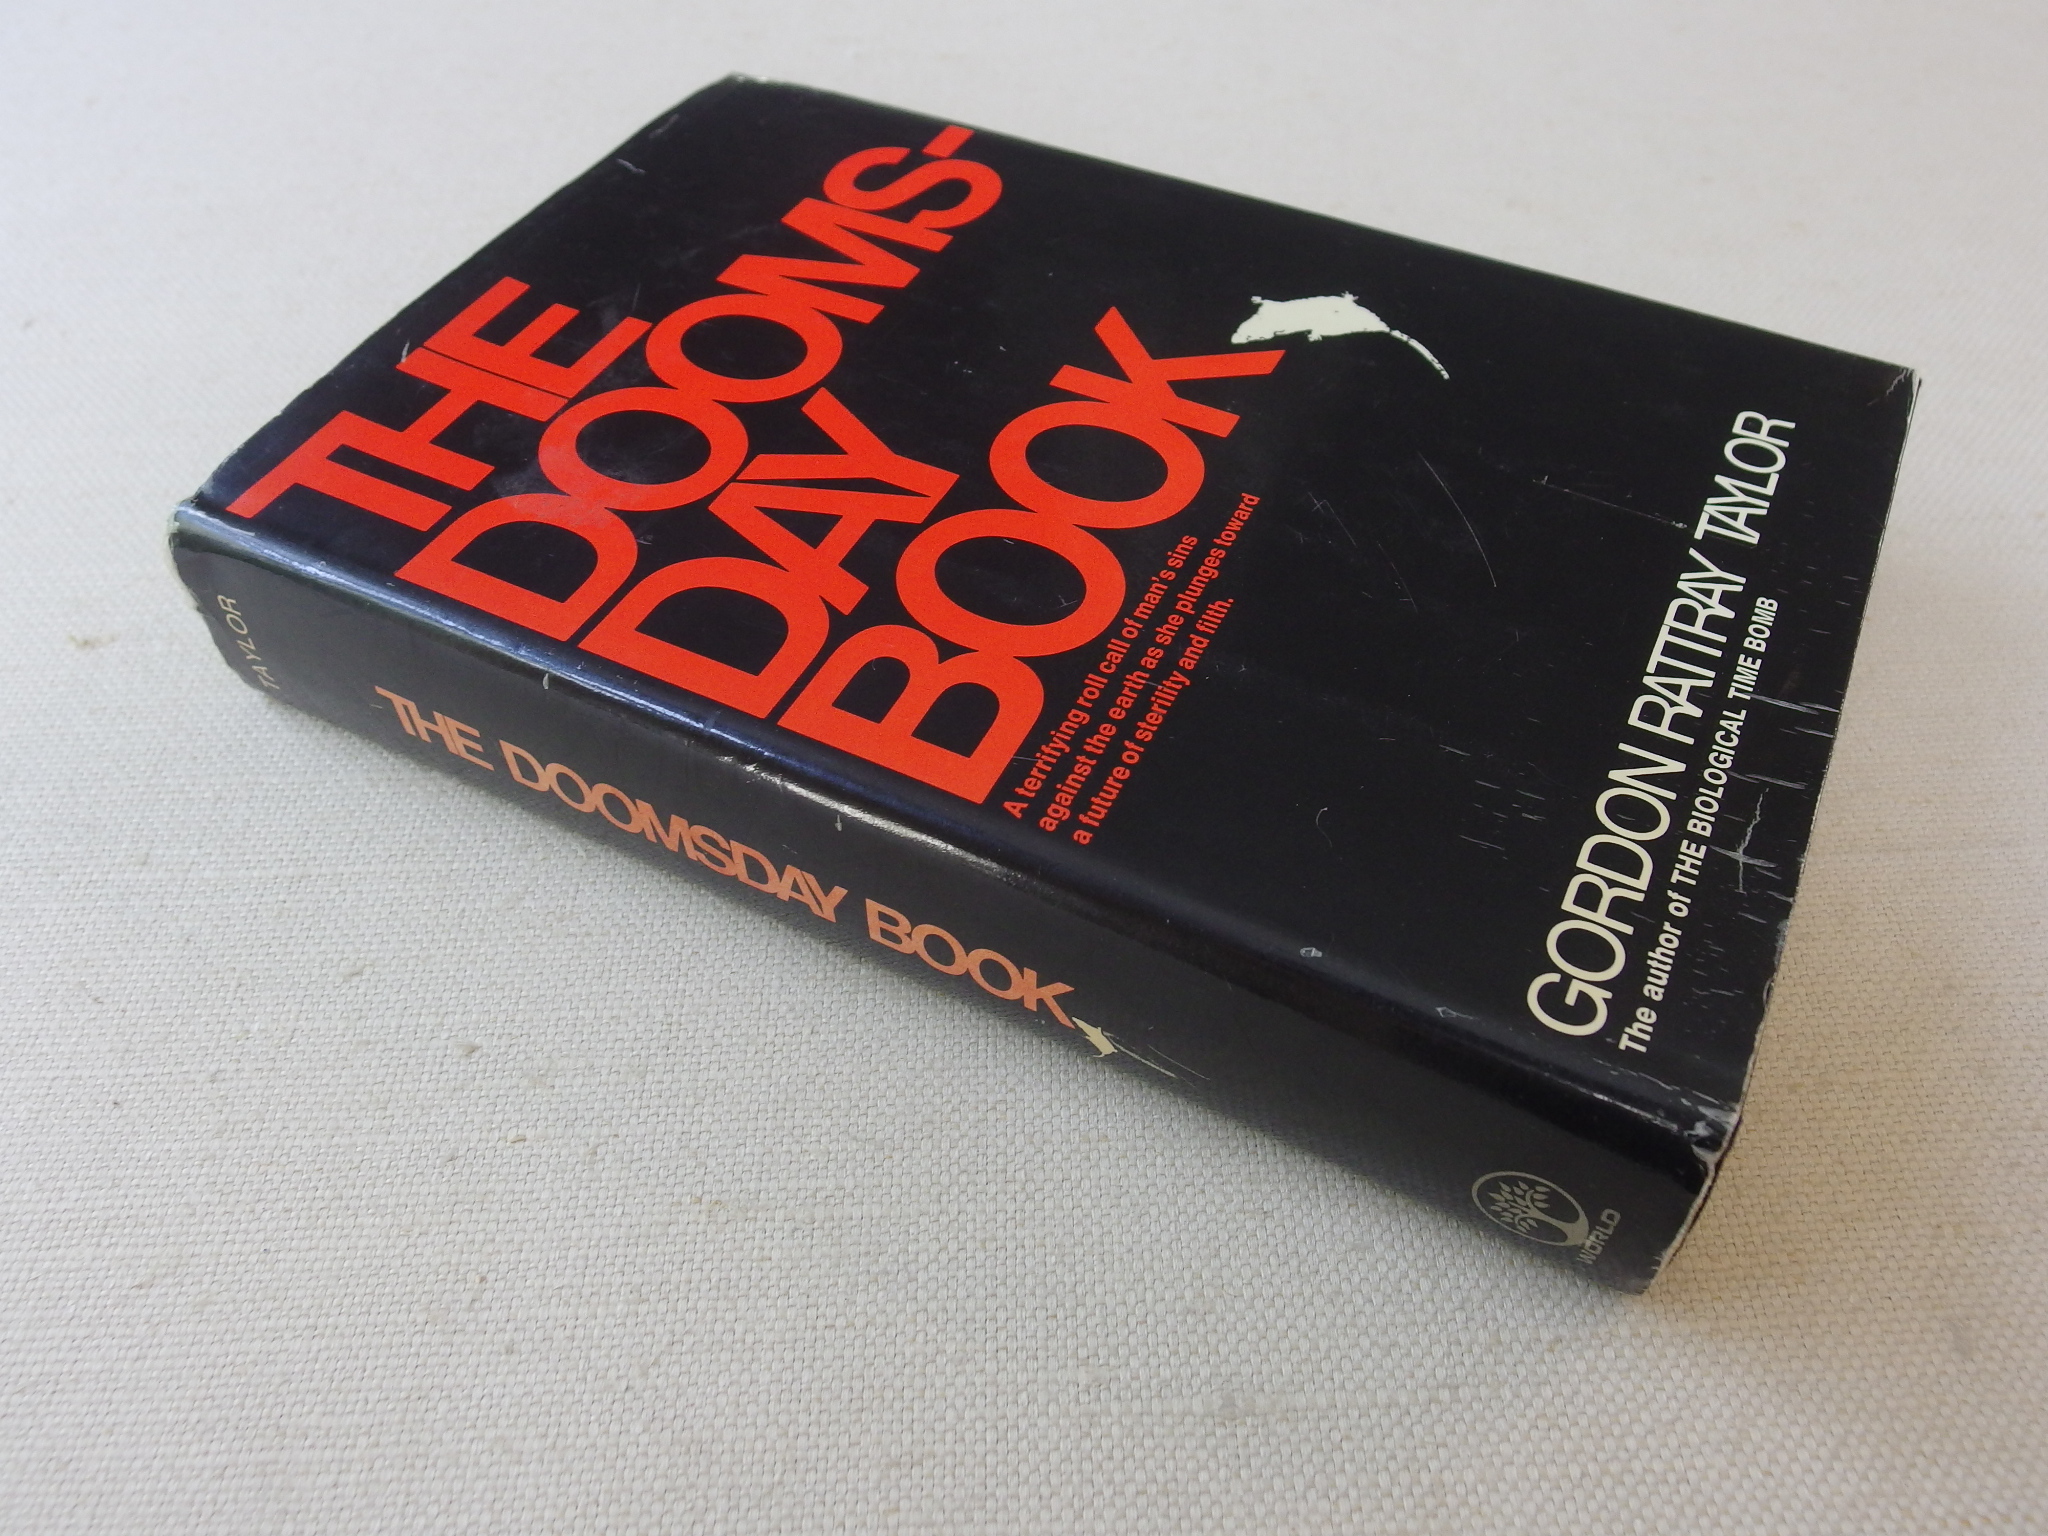 THE
DOOMS-
DAY
BOOK
A terrifying roll call of man's sins
against the earth as she plunges toward
a future of sterility and filth.
GORDON RATTRAY TAYLOR
The author of THE BIOLOGICAL TIME BOMB
TAYLOR
THE DOOMSDAY BOOK
WORLD